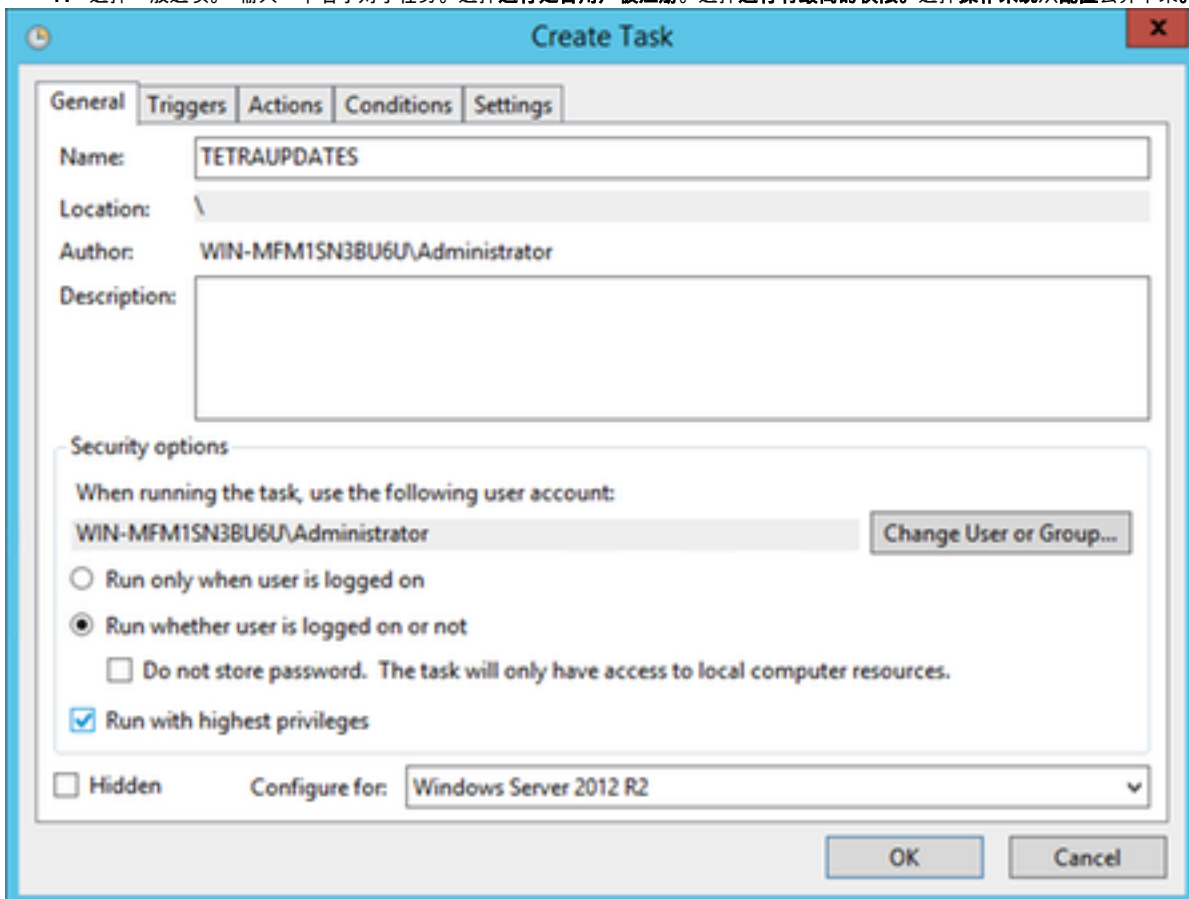 Create Task
x
General Triggers Actions Conditions Settings
Name: TETRAUPDATES
Location: \
Author: WIN-MFM1SN3BU6U\Administrator
Description:
Security options
When running the task, use the following user account:
WIN-MFM1SN3BU6U\Administrator Change User or Group...
Run only when user is logged on
Run whether user is logged on or not
Do not store password. The task will only have access to local computer resources.
Run with highest privileges
Hidden Configure for: Windows Server 2012 R2
OK Cancel